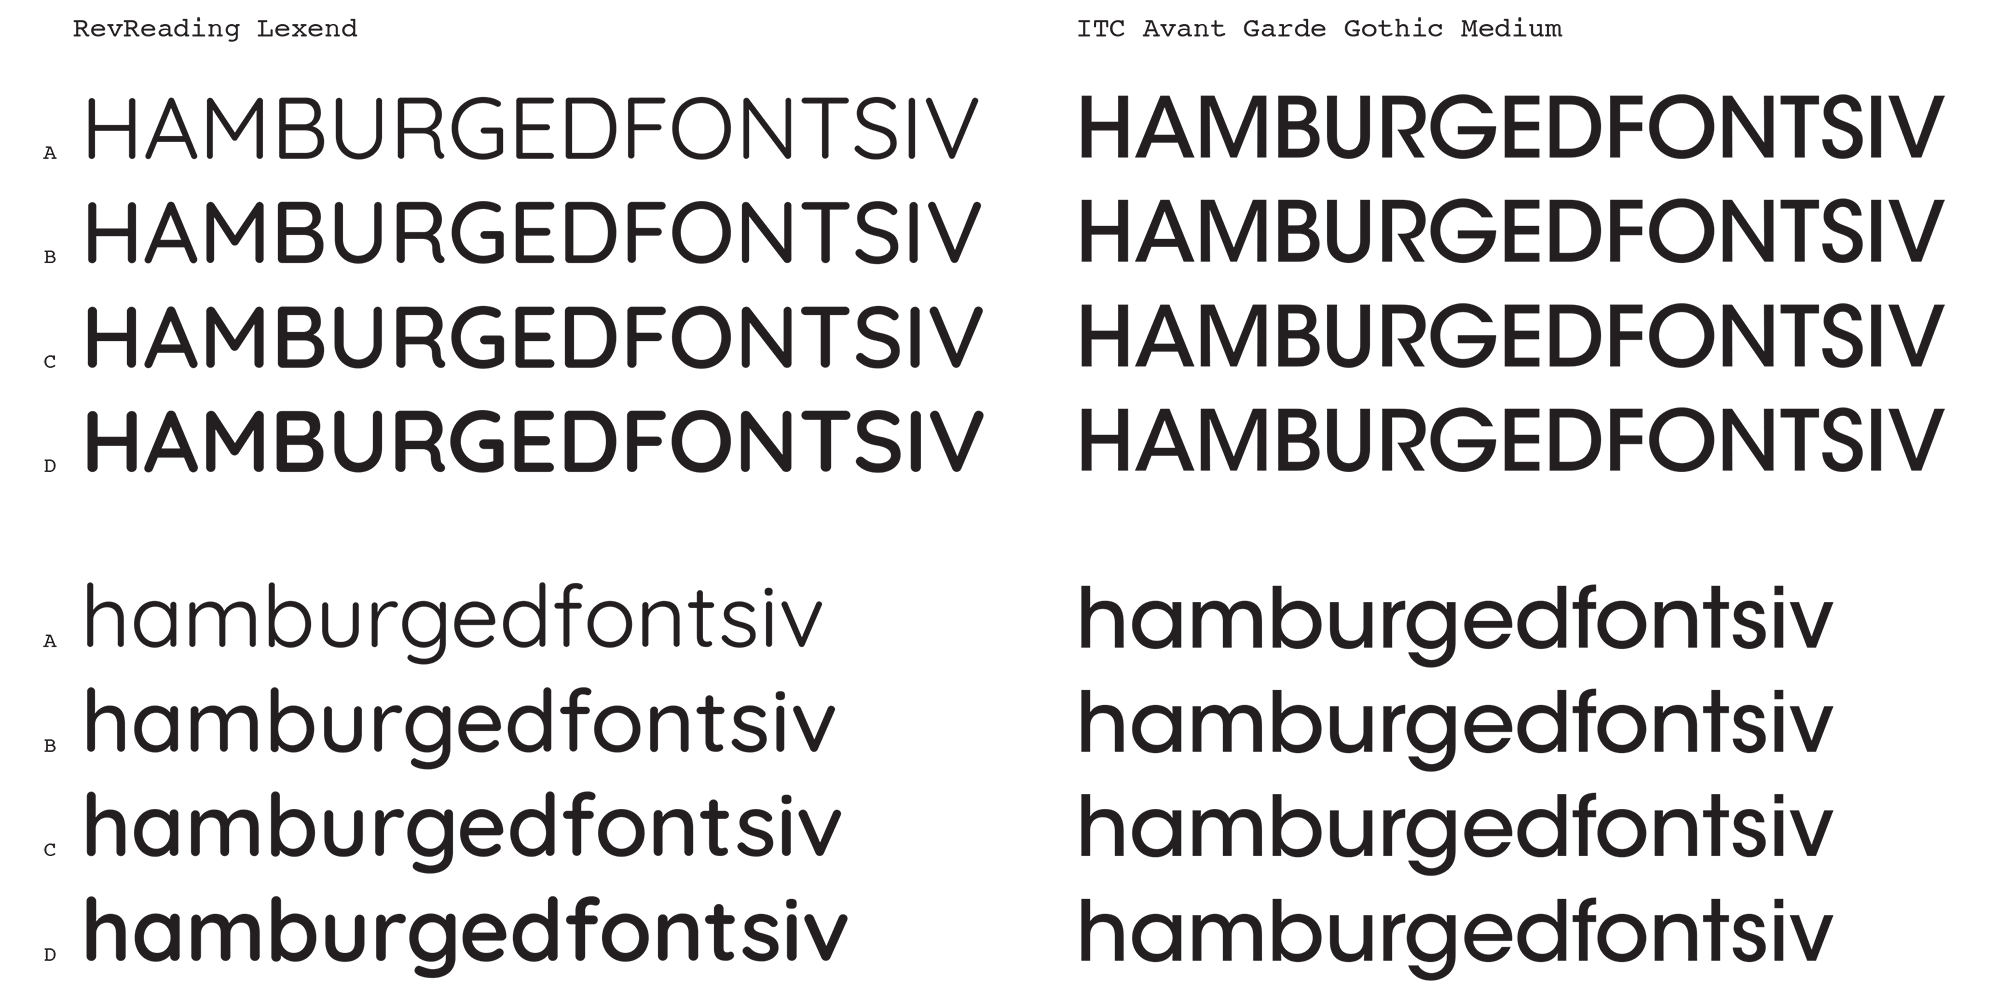 RevReading Lexend ITC Avant Garde Gothic Medium
A HAMBURGEDFONTSIV HAMBURGEDFONTSIV
B HAMBURGEDFONTSIV HAMBURGEDFONTSIV
C HAMBURGEDFONTSIV HAMBURGEDFONTSIV
D HAMBURGEDFONTSIV HAMBURGEDFONTSIV
A hamburgedfontsiv hamburgedfontsiv
B hamburgedfontsiv hamburgedfontsiv
C hamburgedfontsiv hamburgedfontsiv
D hamburgedfontsiv hamburgedfontsiv